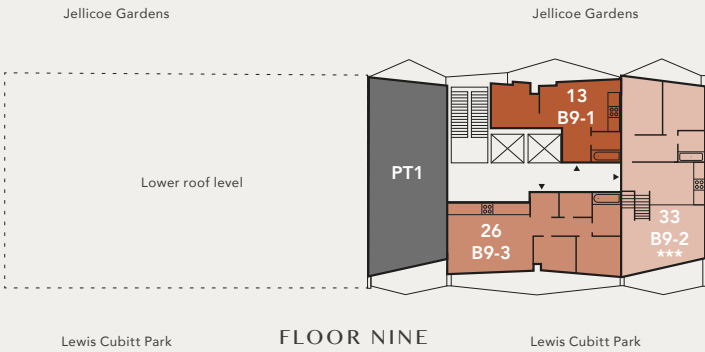 Jellicoe Gardens
Jellicoe Gardens
13
B9-1
PT1
Lower roof level
33
B9-2
***
26
B9-3
Lewis Cubitt Park
FLOOR NINE
Lewis Cubitt Park